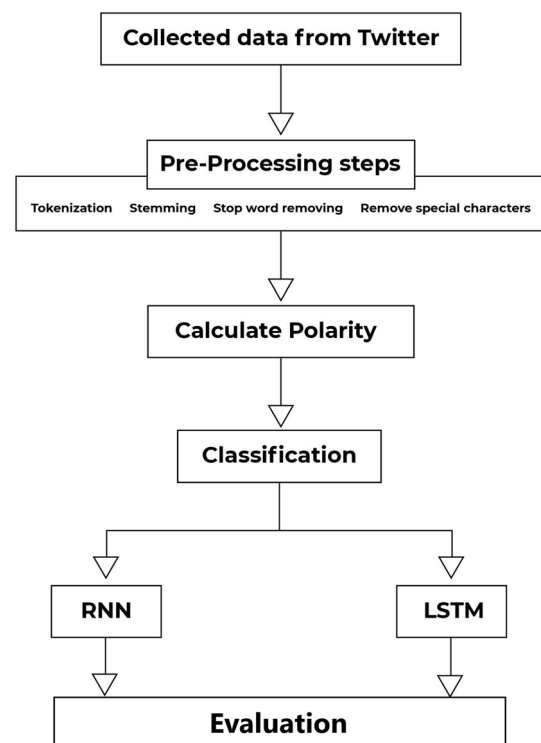 Collected data from Twitter
Pre-Processing steps
Tokenization Stemming Stop word removing Remove special characters
Calculate Polarity
Classification
RNN LSTM
Evaluation